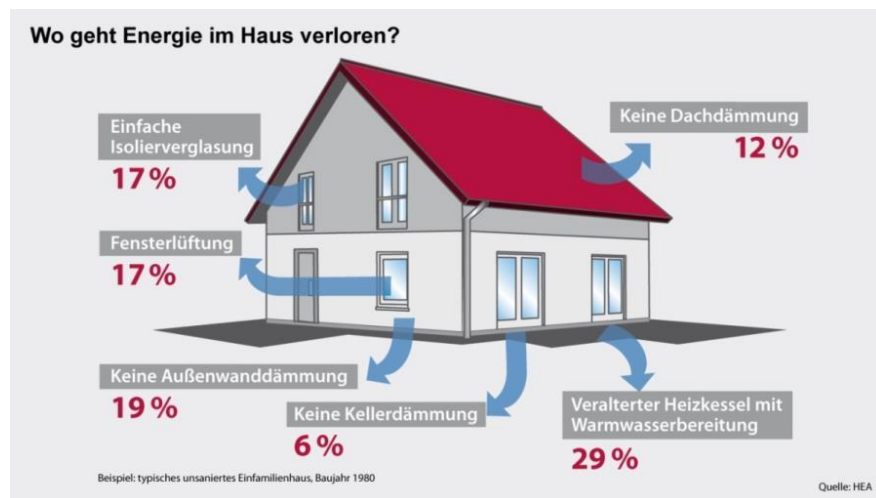 Wo geht Energie im Haus verloren?
Einfache
Isolierverglasung
17 %
Keine Dachdämmung
12 %
Fensterlüftung
17 %
Keine Außenwanddämmung
19 %
Keine Kellerdämmung
6 %
Veralterter Heizkessel mit
Warmwasserbereitung
29 %
Beispiel: typisches unsaniertes Einfamilienhaus, Baujahr 1980
Quelle: HEA